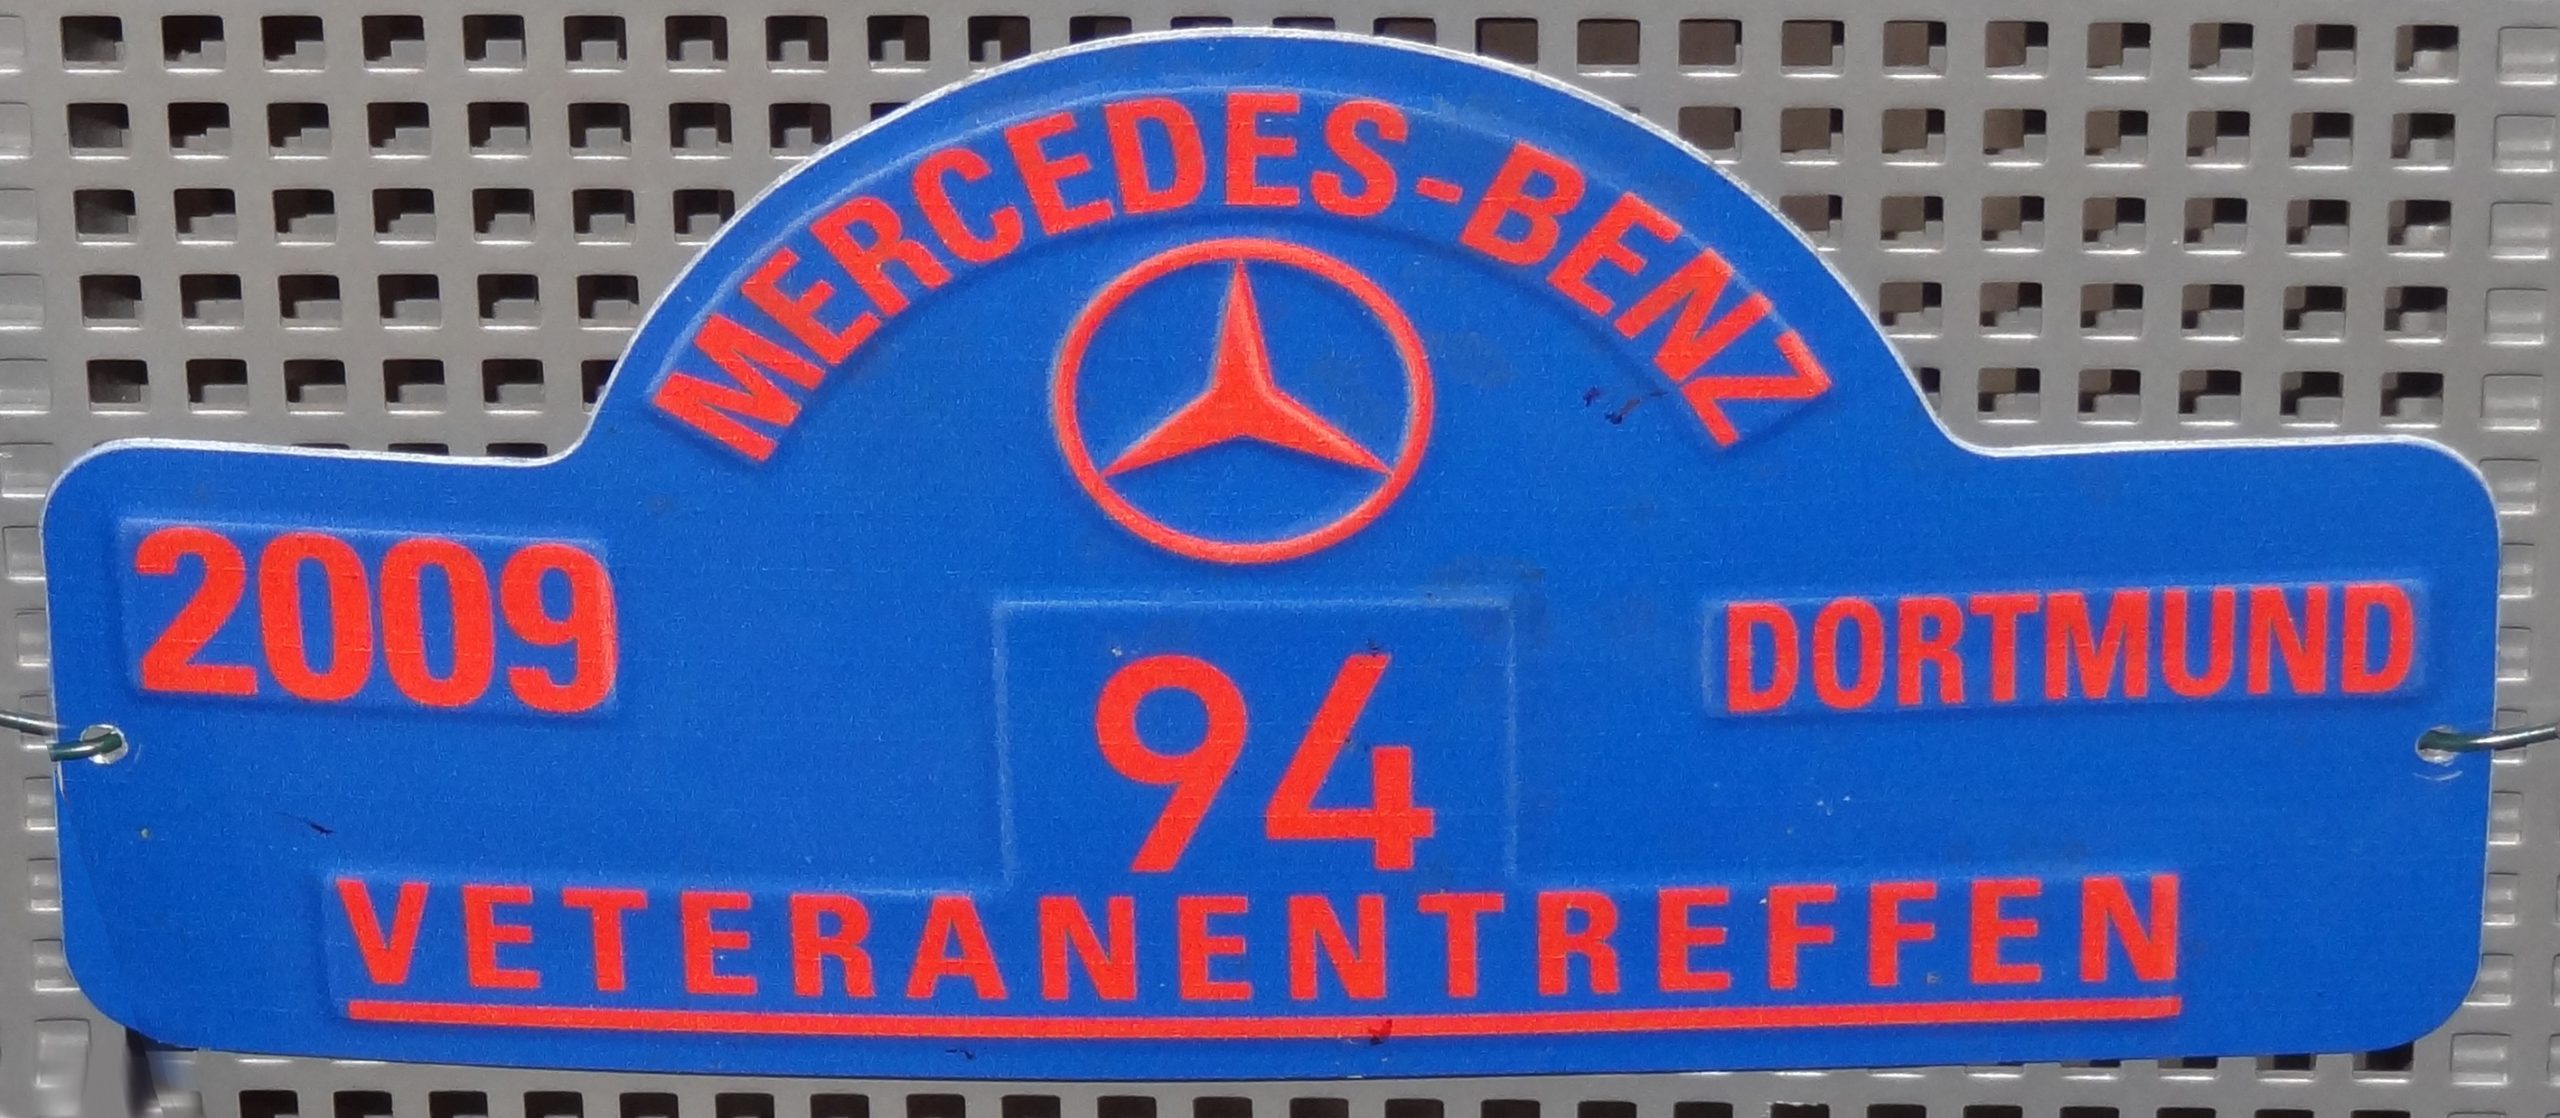 MERCEDES-BENZ
2009
DORTMUND
94
VETERANENTREFFEN